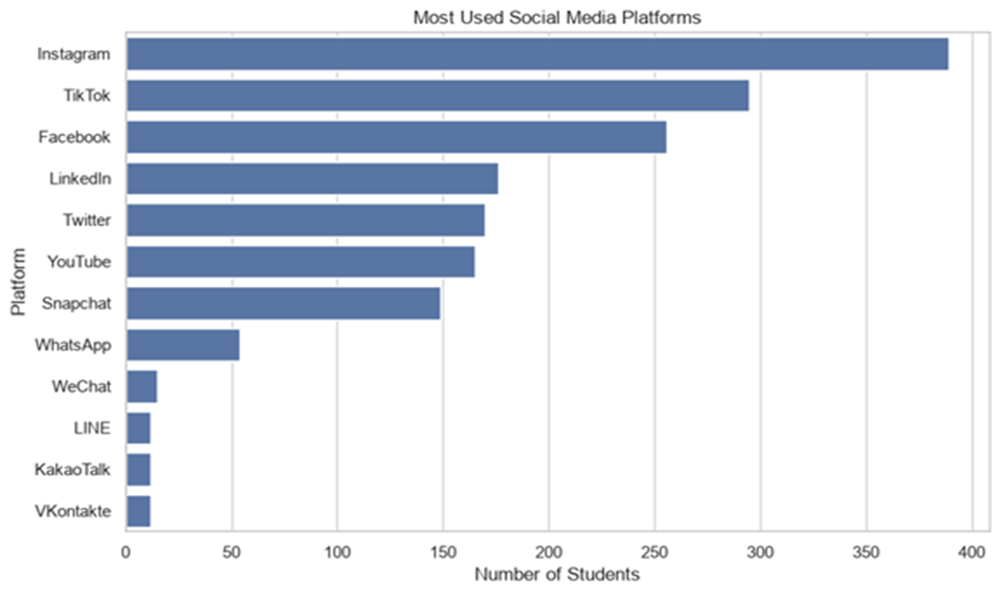 Most Used Social Media Platforms
Instagram
TikTok
Facebook
LinkedIn
Twitter
YouTube
Snapchat
WhatsApp
WeChat
LINE
KakaoTalk
VKontakte
Platform
0 50 100 150 200 250 300 350 400
Number of Students